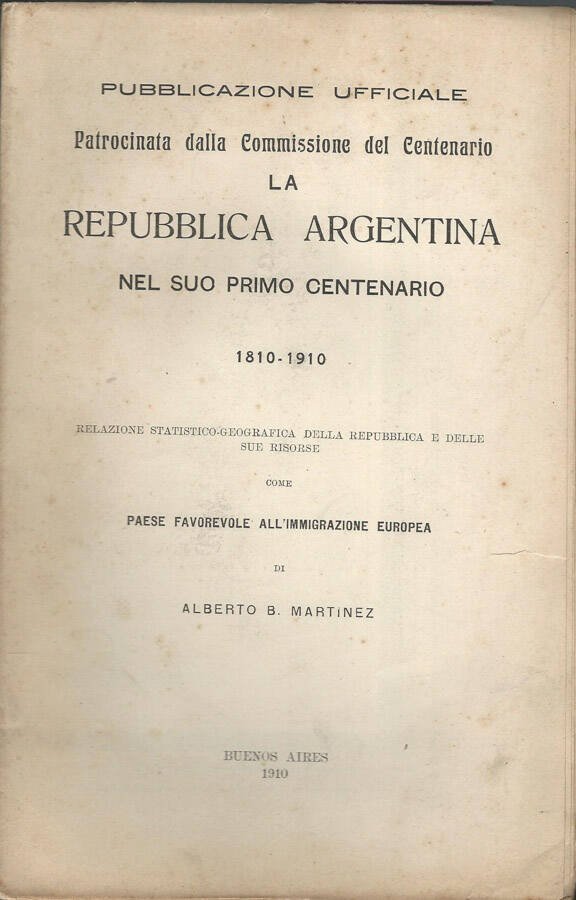 PUBBLICAZIONE UFFICIALE
Patrocinata dalla Commissione del Centenario
LA
REPUBBLICA ARGENTINA
NEL SUO PRIMO CENTENARIO
1810-1910
RELAZIONE STATISTICO-GEOGRAFICA DELLA REPUBBLICA E DELLE
SUE RISORSE
COME
PAESE FAVOREVOLE ALL'IMMIGRAZIONE EUROPEA
DI
ALBERTO B. MARTINEZ
BUENOS AIRES
1910